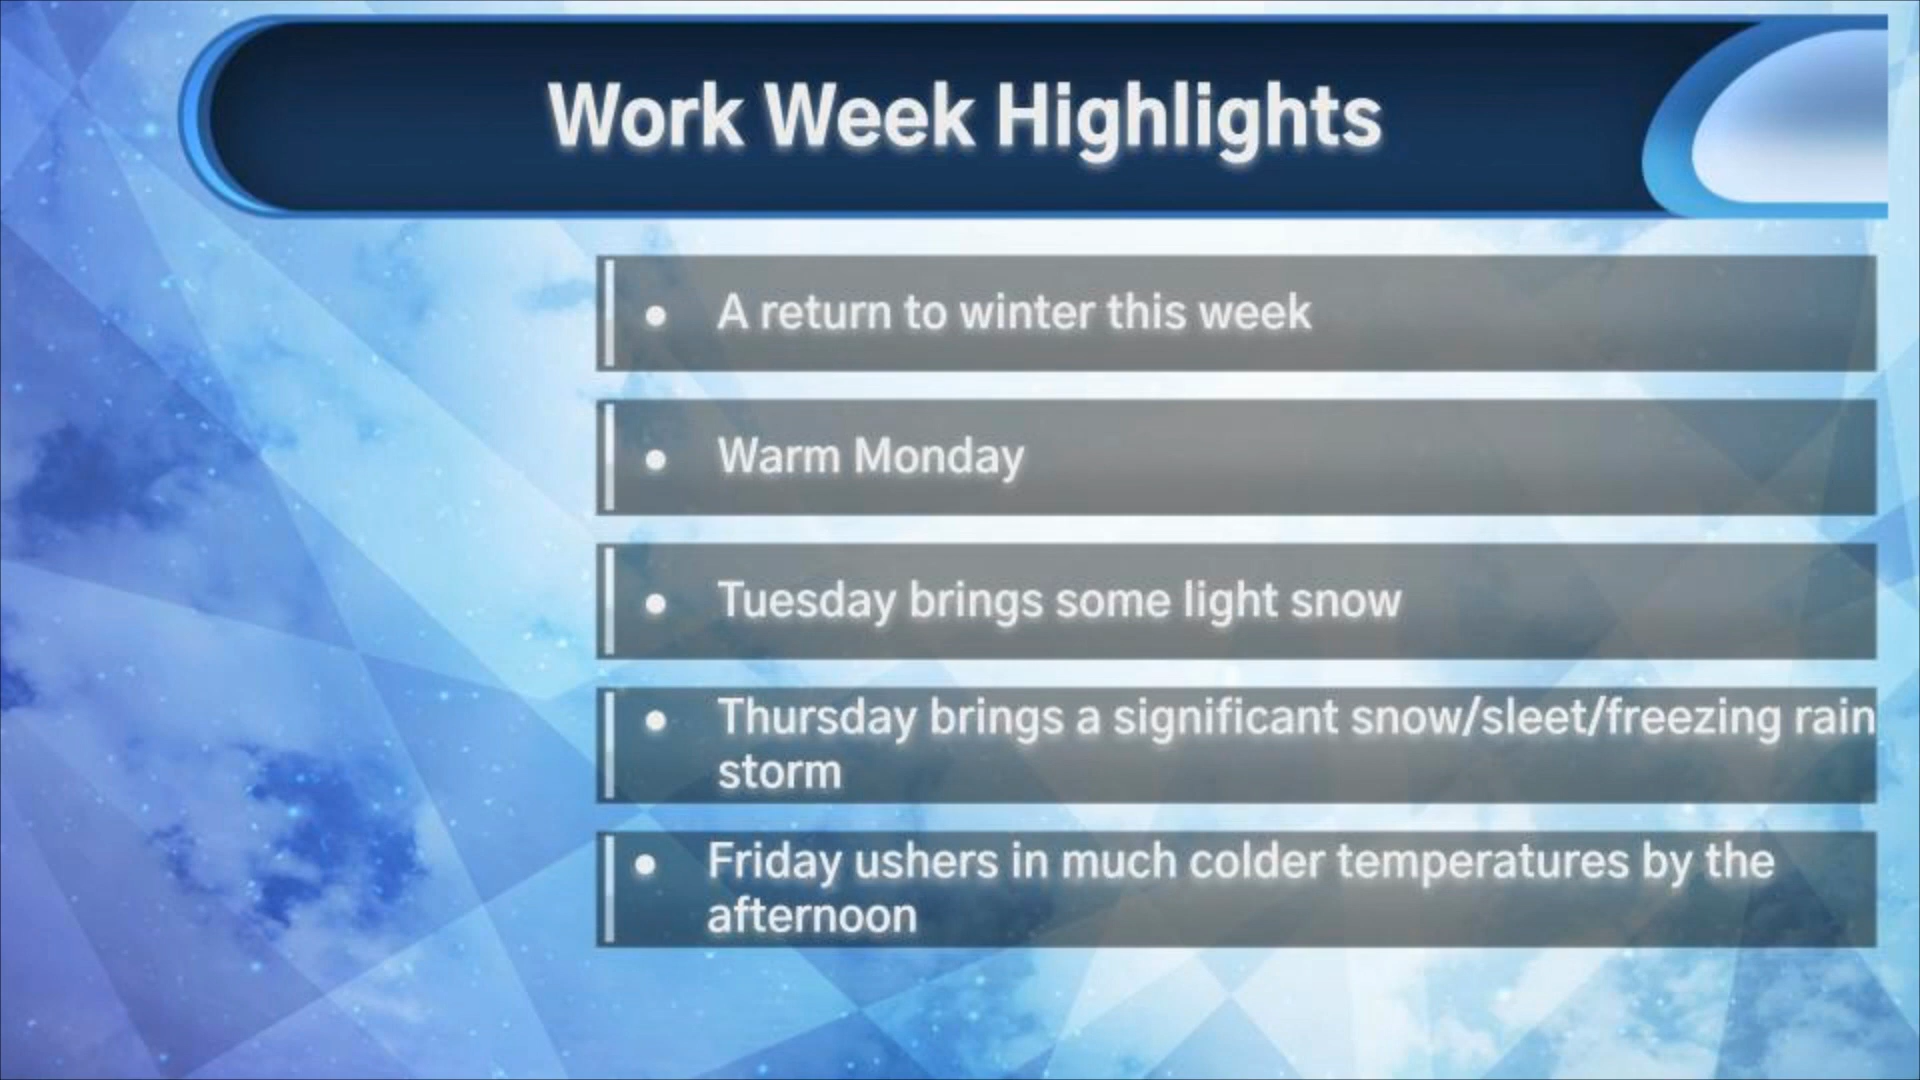 Work Week Highlights
• A return to winter this week
• Warm Monday
• Tuesday brings some light snow
• Thursday brings a significant snow/sleet/freezing rain
storm
• Friday ushers in much colder temperatures by the
afternoon